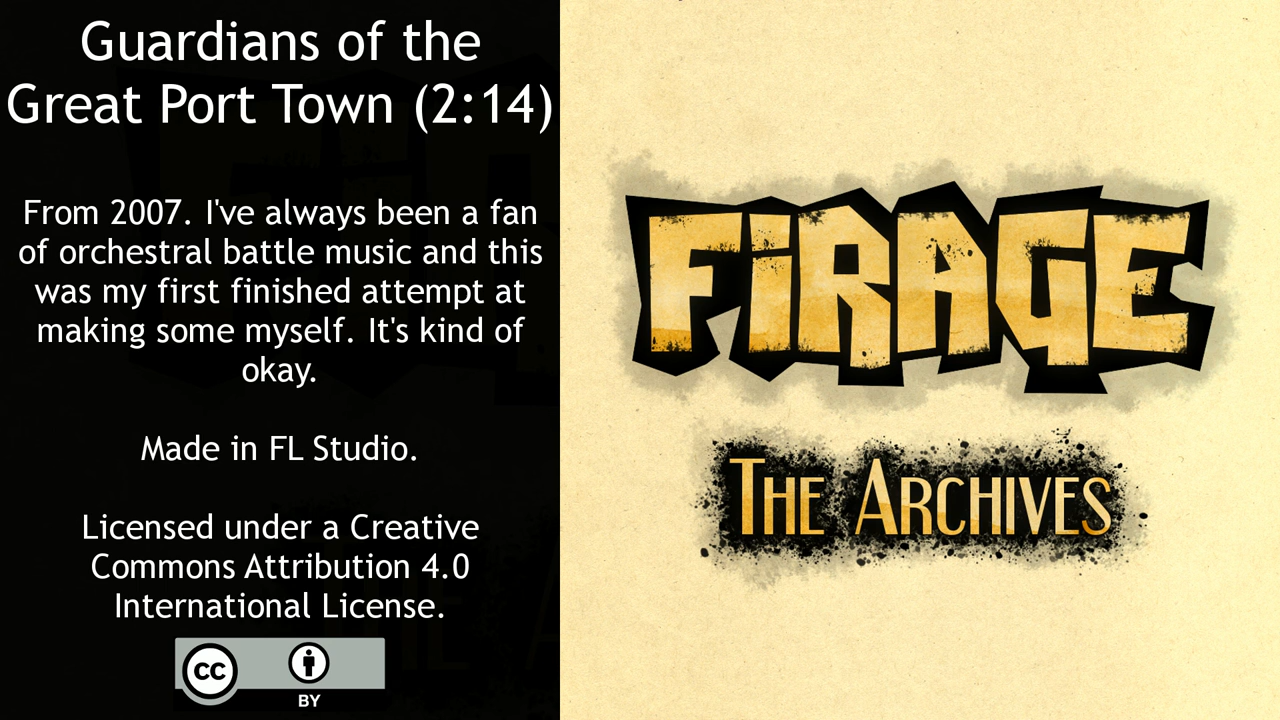 Guardians of the
Great Port Town (2:14)
From 2007. I've always been a fan
of orchestral battle music and this
was my first finished attempt at
making some myself. It's kind of
okay.
Made in FL Studio.
Licensed under a Creative
Commons Attribution 4.0
International License.
cc
BY
FiRAGE
The Archives